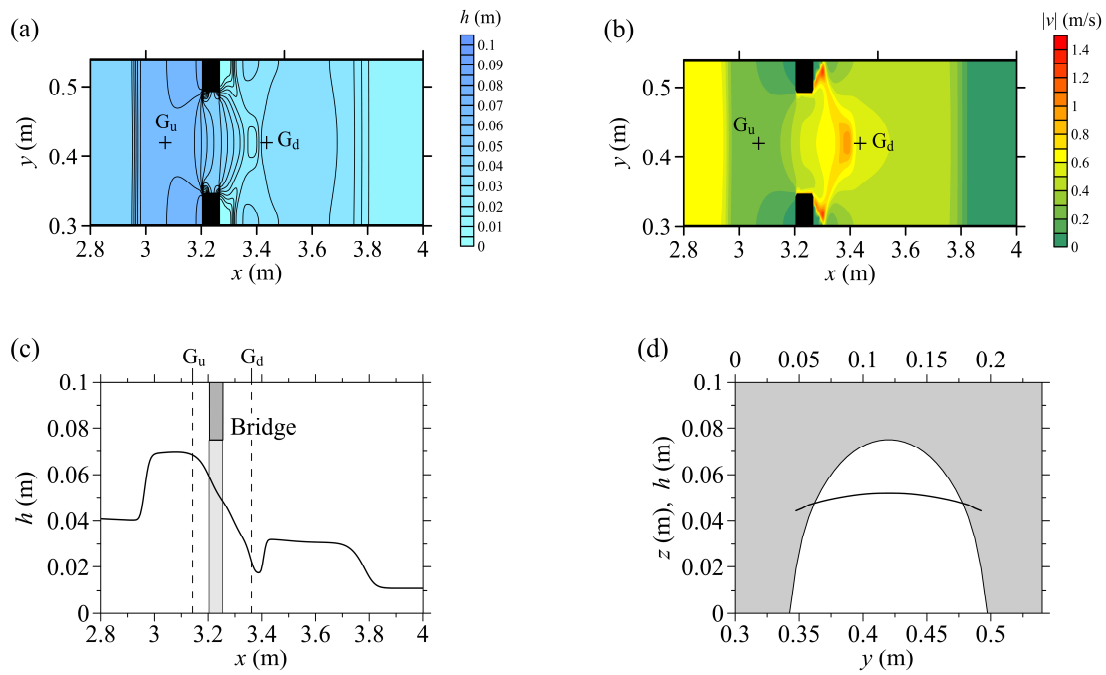 (a)
h (m)
0.1
0.09
0.08
0.07
0.06
0.05
0.04
0.03
0.02
0.01
0
0.5
0.4
0.3
y (m)
Gu
Gd
2.8 3 3.2 3.4 3.6 3.8 4
x (m)
(b)
|v| (m/s)
1.4
1.2
1
0.8
0.6
0.4
0.2
0
0.5
0.4
0.3
y (m)
Gu
Gd
2.8 3 3.2 3.4 3.6 3.8 4
x (m)
(c)
Gu Gd
0.1
0.08
0.06
0.04
0.02
0
h (m)
Bridge
2.8 3 3.2 3.4 3.6 3.8 4
x (m)
(d)
0 0.05 0.1 0.15 0.2
0.1
0.08
0.06
0.04
0.02
0
z (m), h (m)
0.3 0.35 0.4 0.45 0.5
y (m)